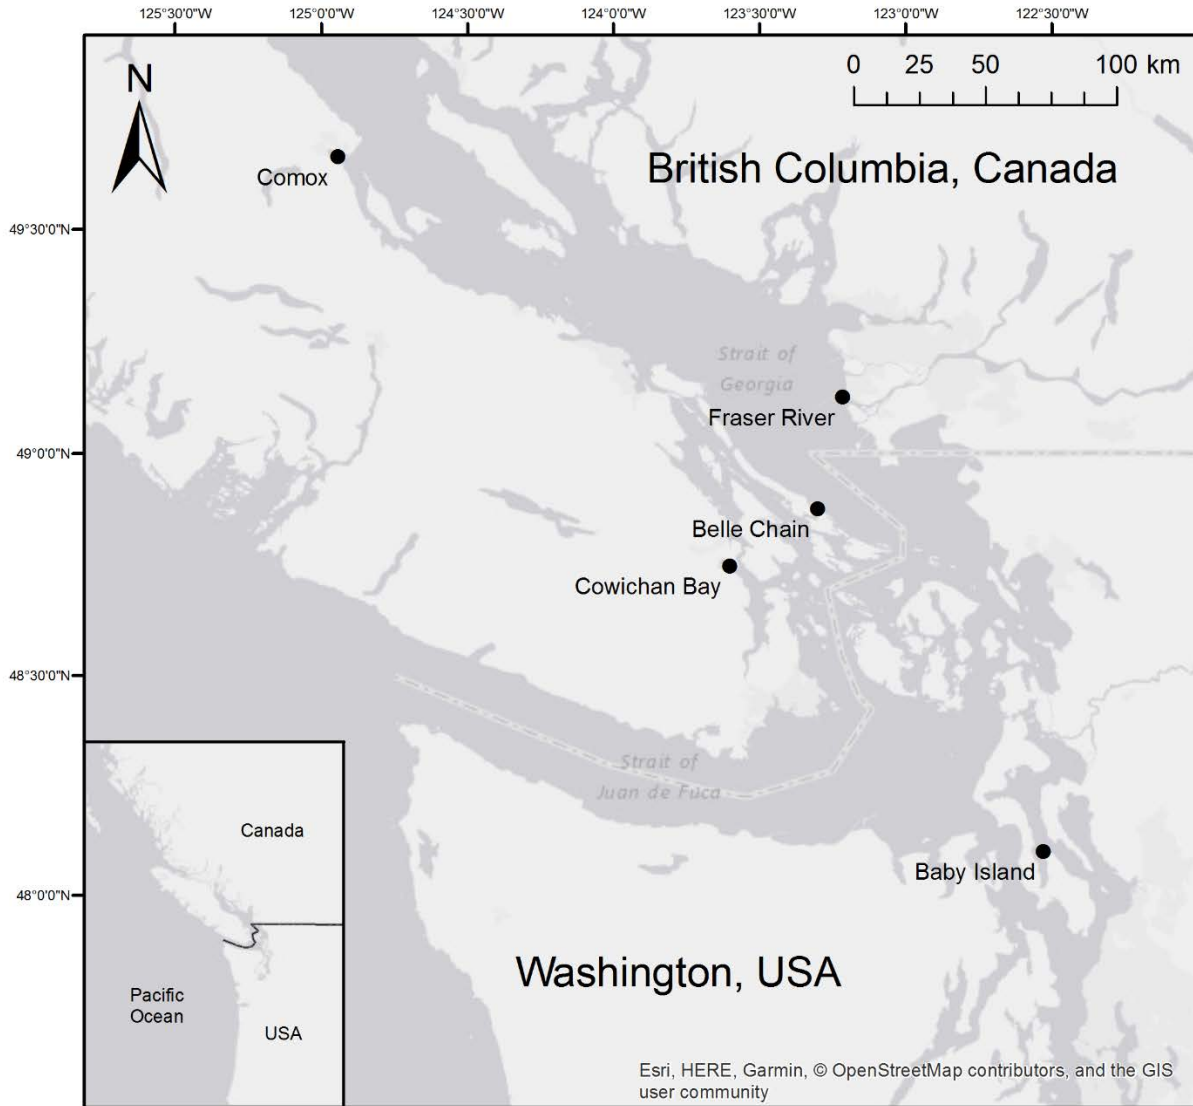 125°30'0"W 125°0'0"W 124°30'0"W 124°0'0"W 123°30'0"W 123°0'0"W 122°30'0"W
N
0 25 50 100 km
British Columbia, Canada
Comox
49°30'0"N
Strait of
Georgia
Fraser River
49°0'0"N
Belle Chain
Cowichan Bay
48°30'0"N
Strait of
Juan de Fuca
Baby Island
48°0'0"N
Washington, USA
Canada
Pacific
Ocean
USA
Esri, HERE, Garmin, © OpenStreetMap contributors, and the GIS
user community